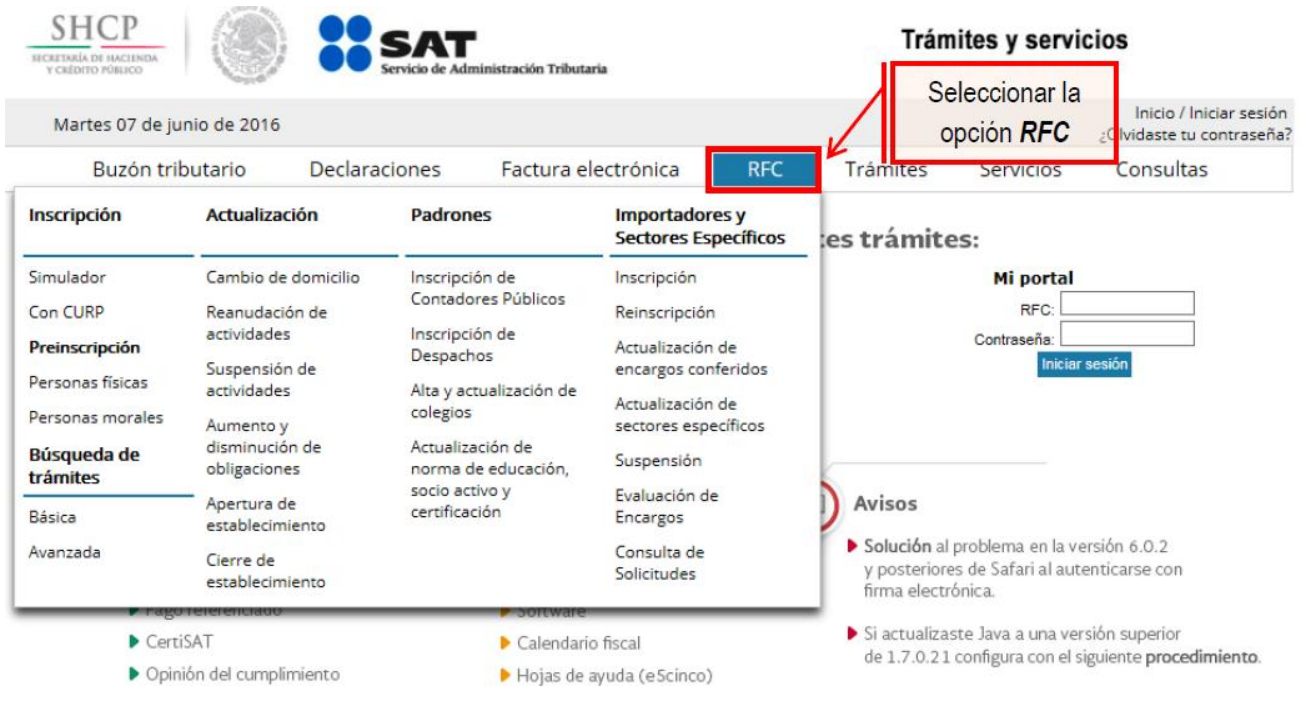 SHCP
SECRETARÍA DE HACIENDA
Y CRÉDITO PÚBLICO
SAT
Servicio de Administración Tributaria
Trámites y servicios
Seleccionar la
opción RFC
Martes 07 de junio de 2016
Inicio / Iniciar sesión
¿Olvidaste tu contraseña?
Buzón tributario Declaraciones Factura electrónica RFC Trámites Servicios Consultas
Inscripción
Simulador
Con CURP
Preinscripción
Personas físicas
Personas morales
Búsqueda de
trámites
Básica
Avanzada
Actualización
Cambio de domicilio
Reanudación de
actividades
Suspensión de
actividades
Aumento y
disminución de
obligaciones
Apertura de
establecimiento
Cierre de
establecimiento
Padrones
Inscripción de
Contadores Públicos
Inscripción de
Despachos
Alta y actualización de
colegios
Actualización de
norma de educación,
socio activo y
certificación
Importadores y
Sectores Específicos
Inscripción
Reinscripción
Actualización de
encargos conferidos
Actualización de
sectores específicos
Suspensión
Evaluación de
Encargos
Consulta de
Solicitudes
es trámites:
Mi portal
RFC:
Contraseña:
Iniciar sesión
Avisos
Solución al problema en la versión 6.0.2
y posteriores de Safari al autenticarse con
firma electrónica.
Si actualizaste Java a una versión superior
de 1.7.0.21 configura con el siguiente procedimiento.
Pago referenciado
CertiSAT
Opinión del cumplimiento
Software
Calendario fiscal
Hojas de ayuda (e5cinco)